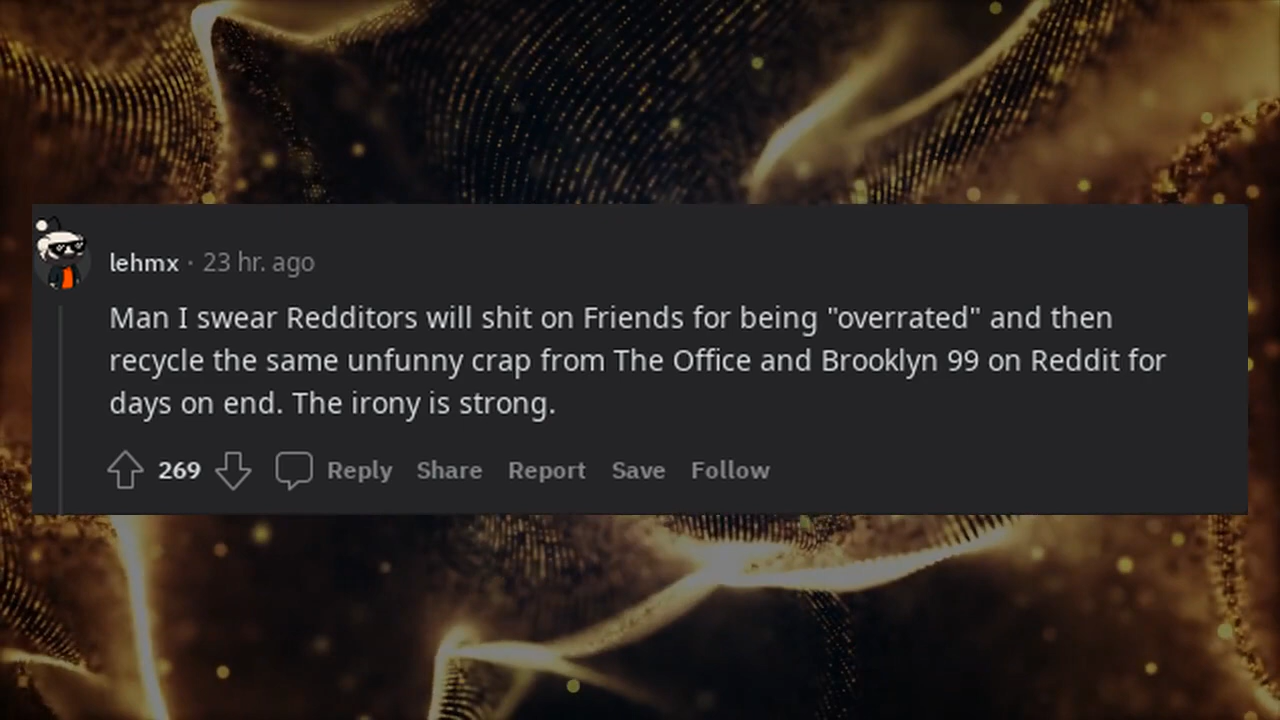 lehmx · 23 hr. ago
Man I swear Redditors will shit on Friends for being "overrated" and then
recycle the same unfunny crap from The Office and Brooklyn 99 on Reddit for
days on end. The irony is strong.
269 Reply Share Report Save Follow